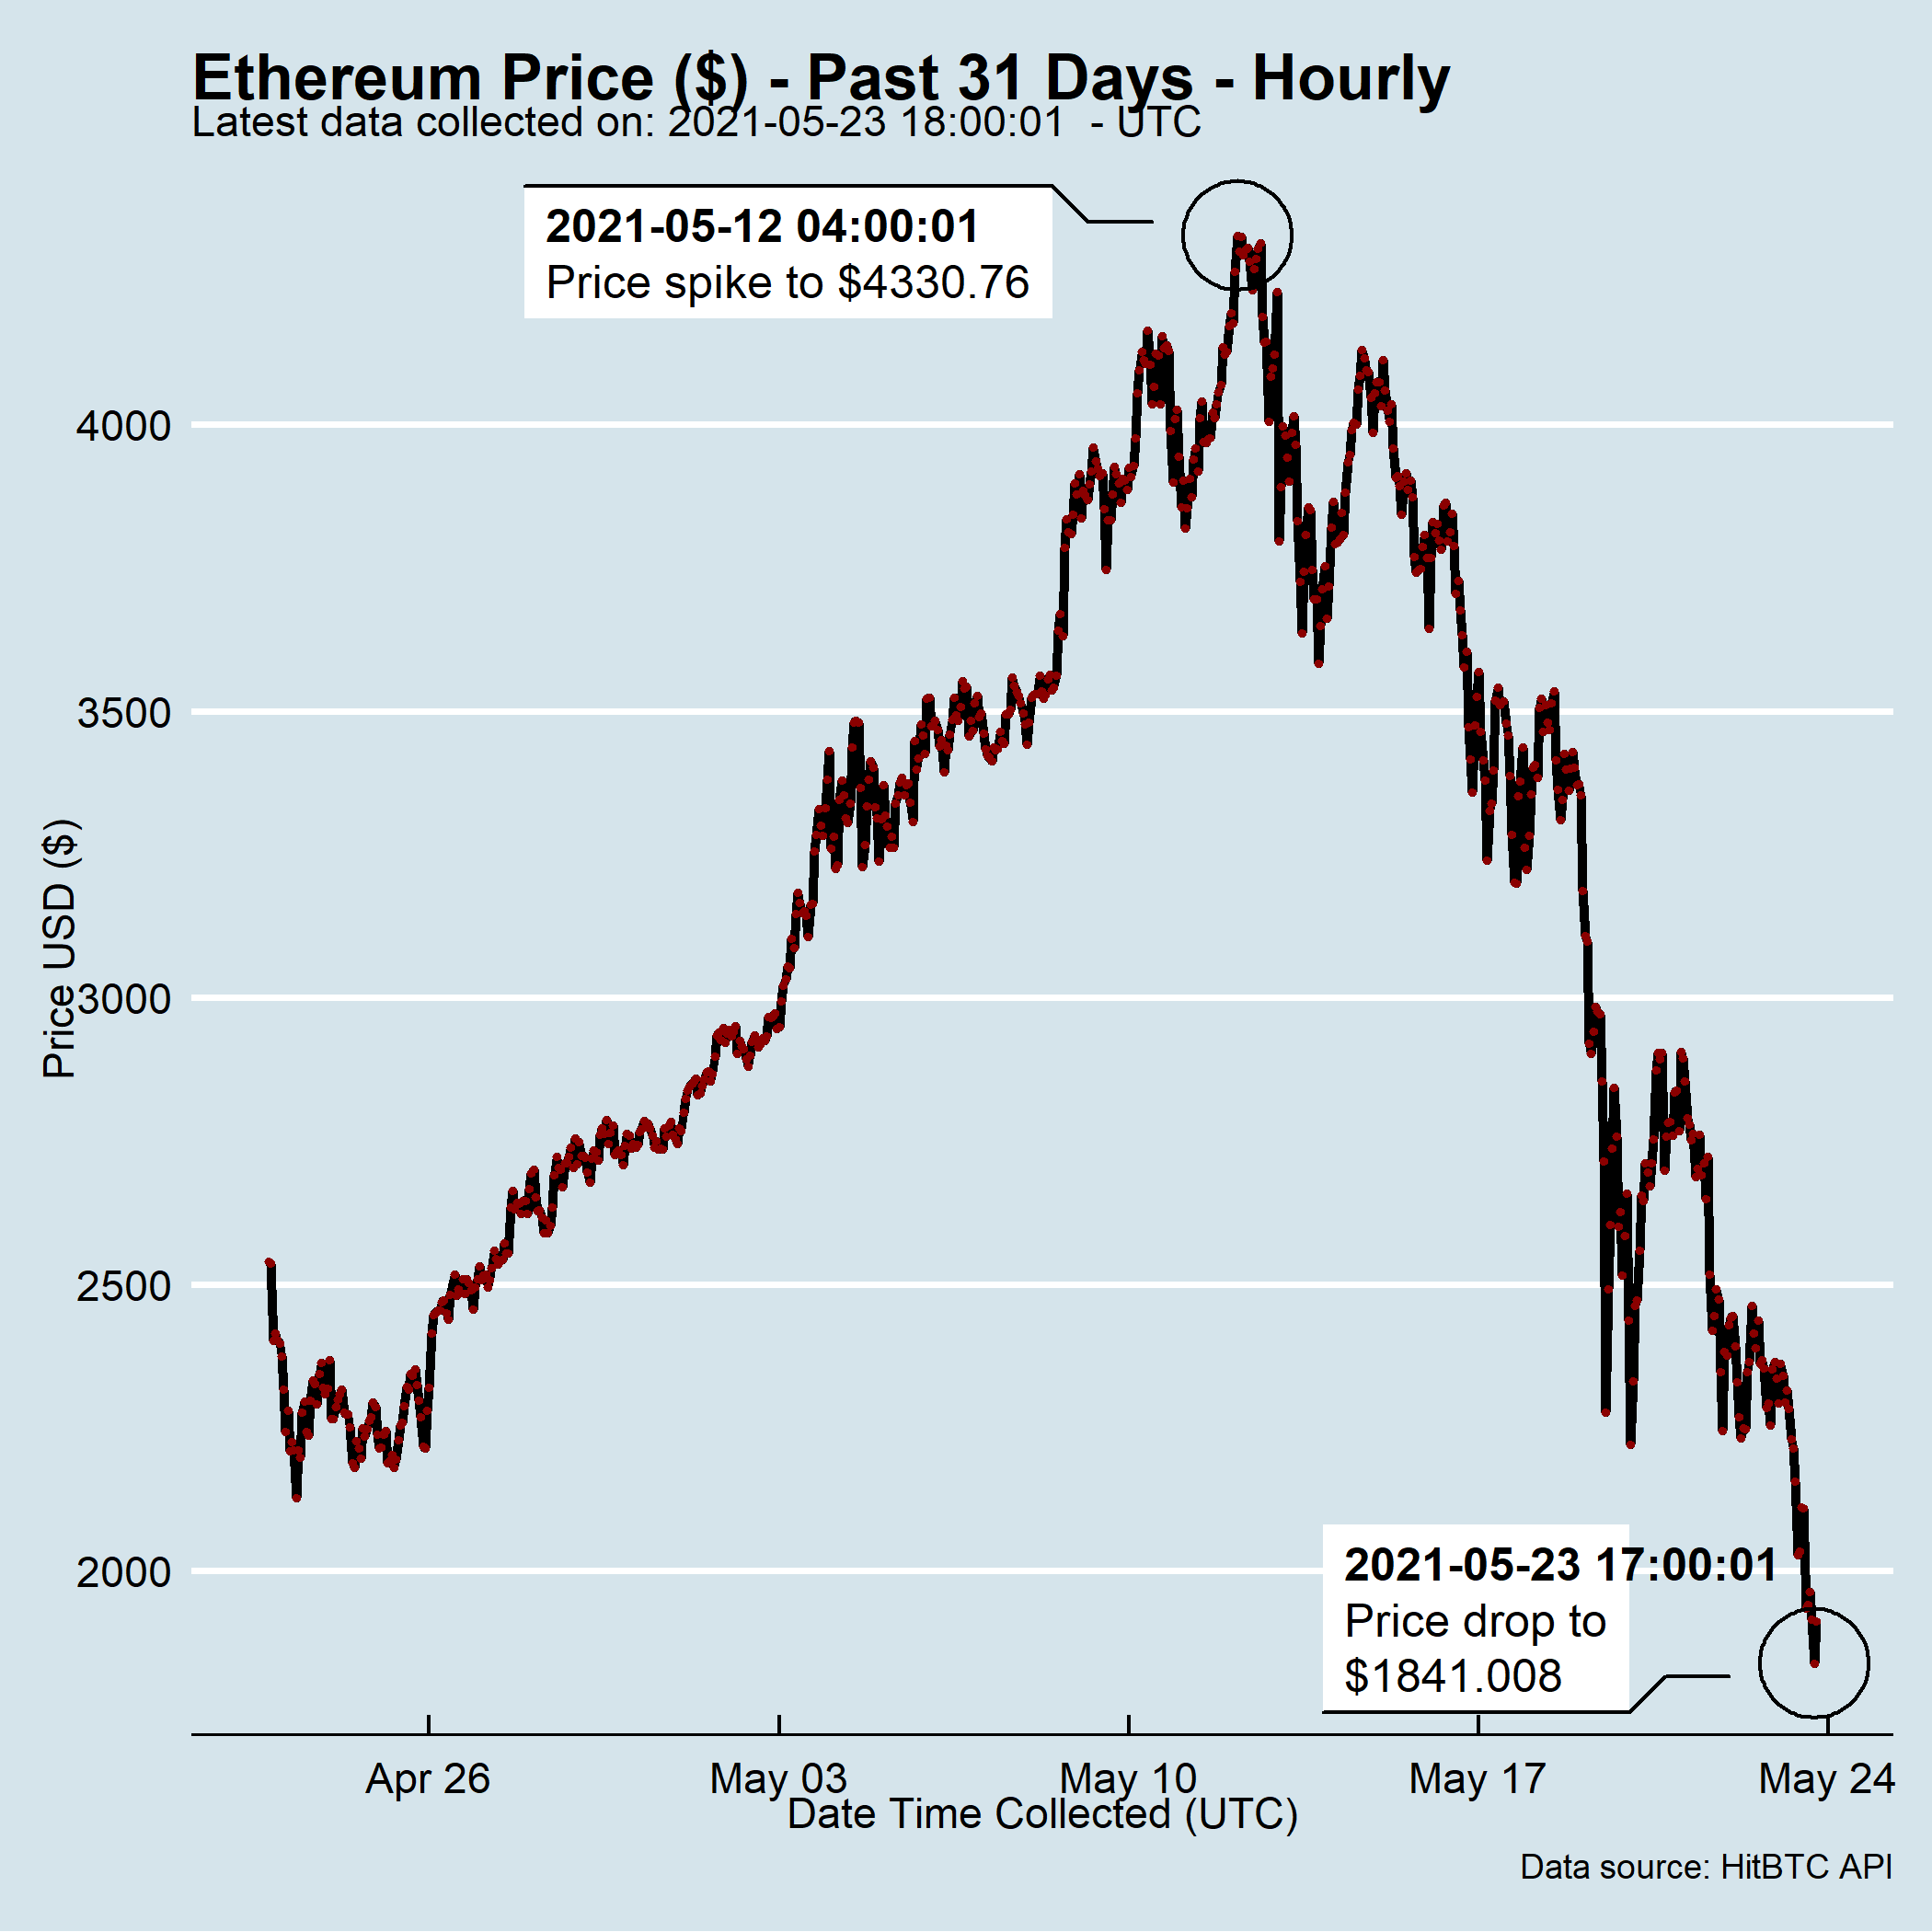 Ethereum Price ($) - Past 31 Days - Hourly
Latest data collected on: 2021-05-23 18:00:01  - UTC
2021-05-12 04:00:01
Price spike to $4330.76
4000
3500
3000
2500
2000
Price USD ($)
2021-05-23 17:00:01
Price drop to
$1841.008
Apr 26
May 03
May 10
May 17
May 24
Date Time Collected (UTC)
Data source: HitBTC API